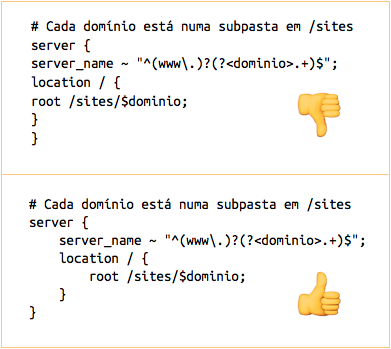 # Cada domínio está numa subpasta em /sites
server {
server_name ~ "^(www\.)?(?<dominio>.+)$";
location / {
root /sites/$dominio;
}
}
# Cada domínio está numa subpasta em /sites
server {
    server_name ~ "^(www\.)?(?<dominio>.+)$";
    location / {
        root /sites/$dominio;
    }
}